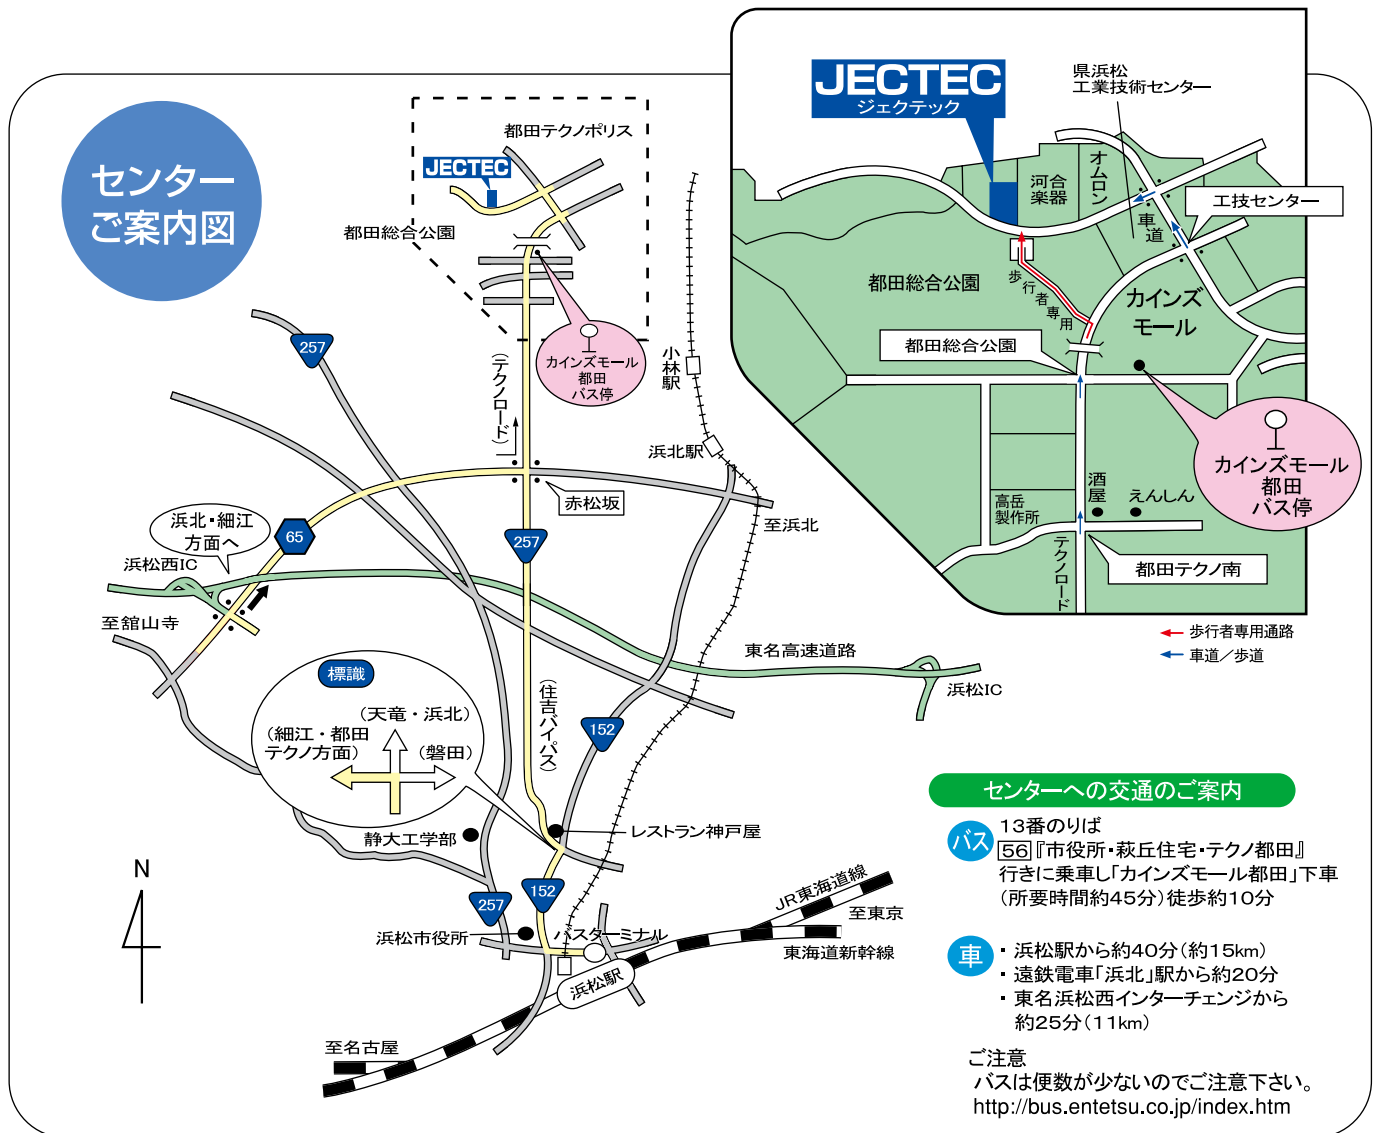 センター
ご案内図
都田テクノポリス
JECTEC
都田総合公園
257
カインズモール
都田
バス停
(テクノロード)
小林駅
浜北駅
赤松坂
至浜北
浜北・細江
方面へ
65
257
浜松西IC
至舘山寺
東名高速道路
浜松IC
標識
(天竜・浜北)
(細江・都田
テクノ方面)
(磐田)
(住吉バイパス)
152
静大工学部
レストラン神戸屋
257
152
浜松市役所
バスターミナル
浜松駅
JR東海道線
至東京
東海道新幹線
至名古屋
N
JECTEC
ジェクテック
県浜松
工業技術センター
河合
楽器
オムロン
車道
工技センター
都田総合公園
歩行者専用
カインズ
モール
都田総合公園
カインズモール
都田
バス停
酒屋
えんしん
高岳
製作所
テクノロード
都田テクノ南
歩行者専用通路
車道/歩道
センターへの交通のご案内
バス
13番のりば
56『市役所・萩丘住宅・テクノ都田』
行きに乗車し「カインズモール都田」下車
(所要時間約45分)徒歩約10分
車
・浜松駅から約40分(約15km)
・遠鉄電車「浜北」駅から約20分
・東名浜松西インターチェンジから
約25分(11km)
ご注意
バスは便数が少ないのでご注意下さい。
http://bus.entetsu.co.jp/index.htm